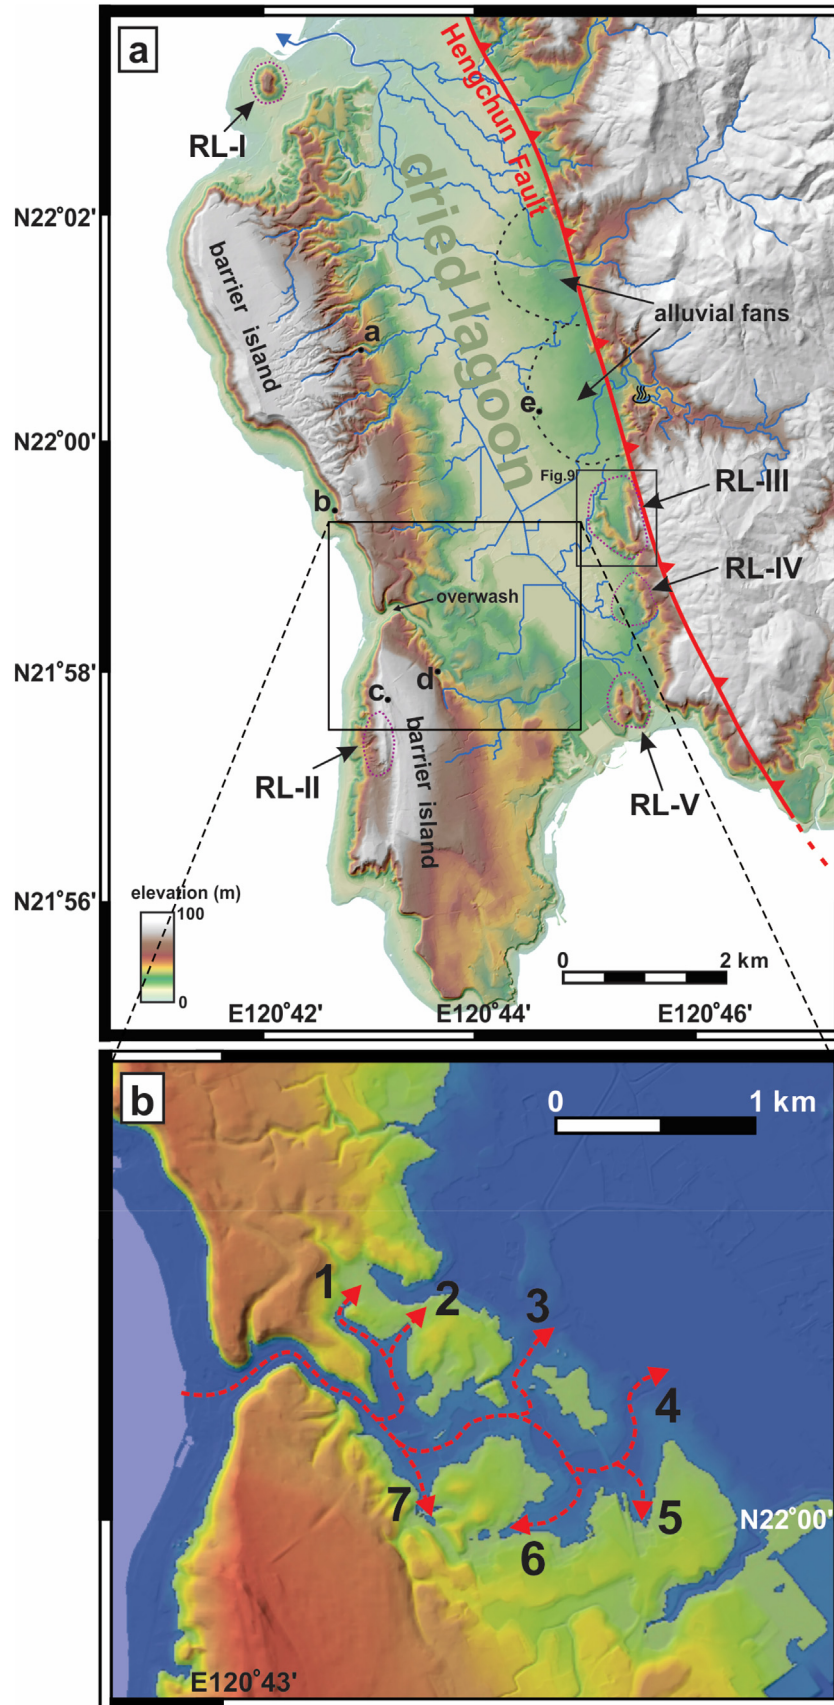 a
RL-I
Hengchun Fault
dried lagoon
N22°02'
barrier island
alluvial fans
a
e
N22°00'
Fig.9
RL-III
b
RL-IV
overwash
N21°58'
d
c
barrier island
RL-II
RL-V
N21°56'
elevation (m)
100
0
0 2 km
E120°42' E120°44' E120°46'
b
0 1 km
1
2
3
4
7
5
N22°00'
6
E120°43'